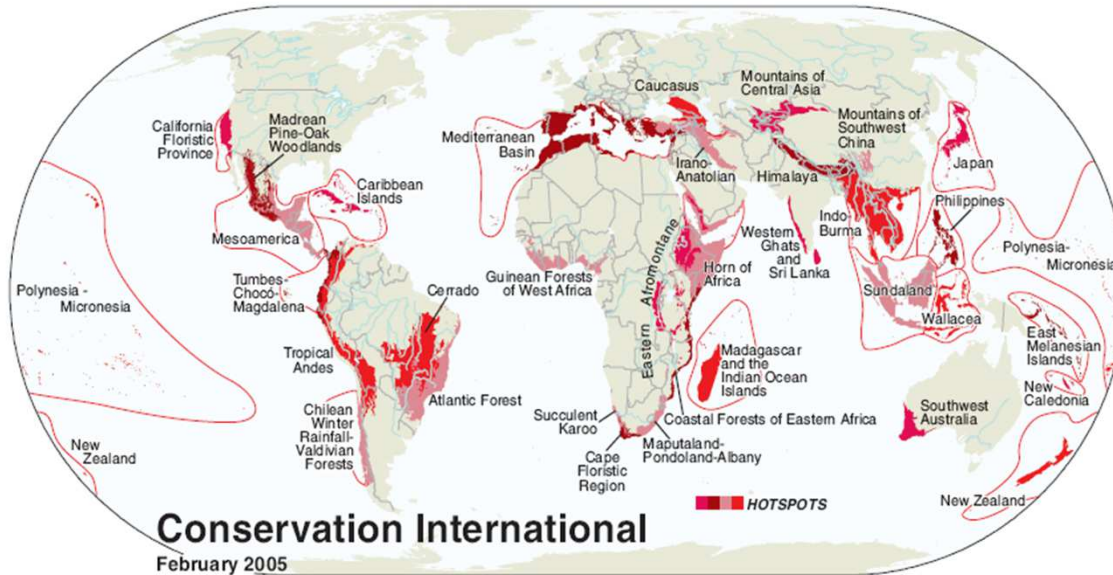 California
Floristic
Province
Madrean
Pine-Oak
Woodlands
Caribbean
Islands
Mesoamerica
Polynesia-
Micronesia
Tumbes-
Chocó-
Magdalena
Cerrado
Tropical
Andes
Atlantic Forest
Chilean
Winter
Rainfall-
Valdivian
Forests
New
Zealand
Mediterranean
Basin
Caucasus
Irano-
Anatolian
Mountains of
Central Asia
Mountains of
Southwest
China
Himalaya
Japan
Philippines
Indo-
Burma
Western
Ghats
and
Sri Lanka
Guinean Forests
of West Africa
Eastern Afromontane
Horn of
Africa
Sundaland
Wallacea
Polynesia-
Micronesia
East
Melanesian
Islands
New
Caledonia
Madagascar
and the
Indian Ocean
Islands
Coastal Forests of Eastern Africa
Succulent
Karoo
Cape
Floristic
Region
Maputaland-
Pondoland-Albany
Southwest
Australia
New Zealand
HOTSPOTS
Conservation International
February 2005